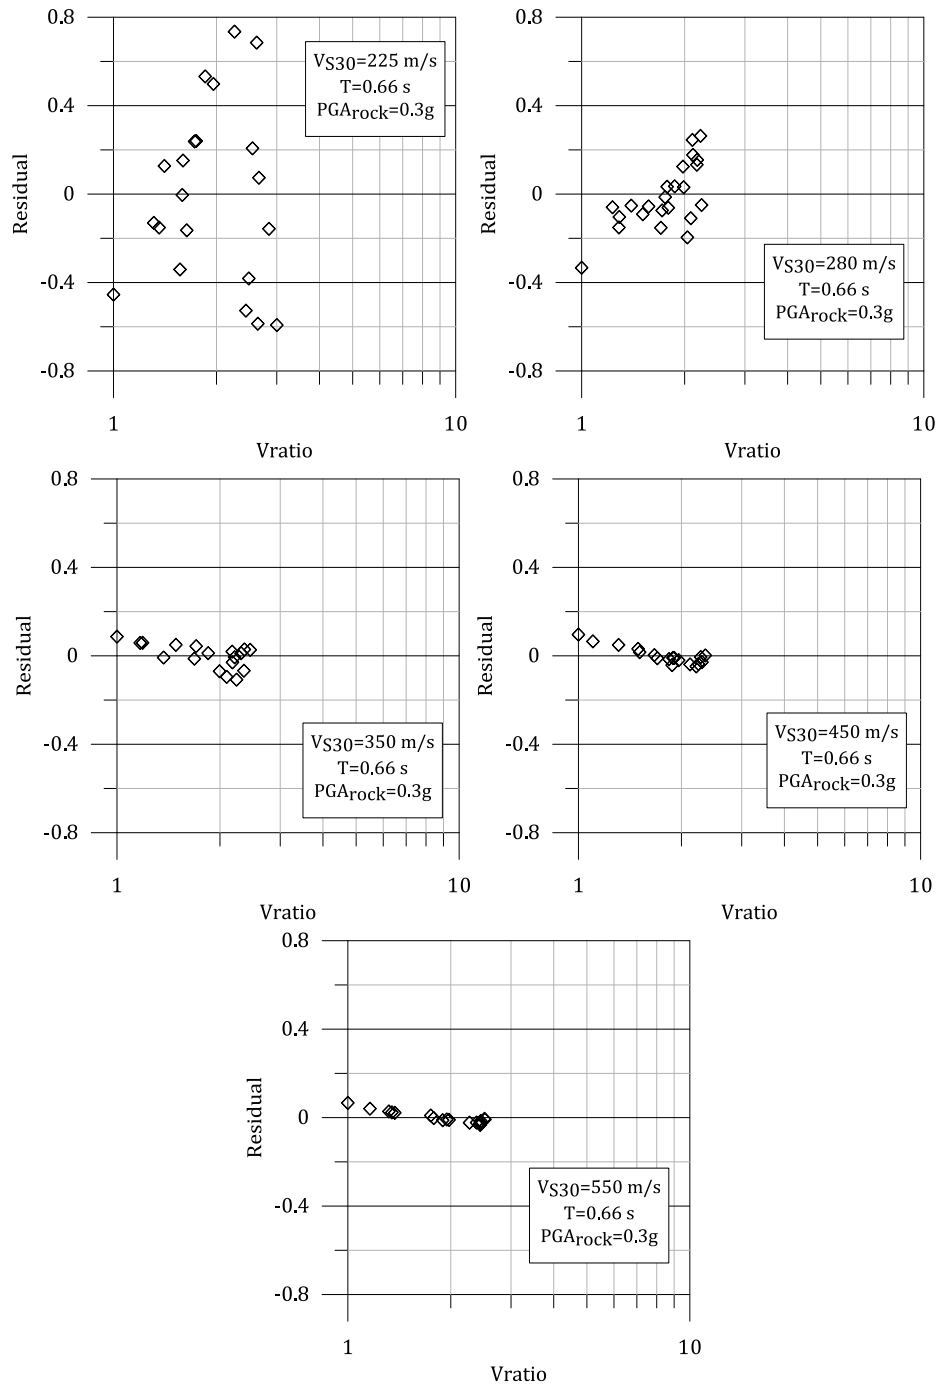 0.8
0.4
0
-0.4
-0.8
Residual
VS30=225 m/s
T=0.66 s
PGArock=0.3g
1
10
Vratio
0.8
0.4
0
-0.4
-0.8
Residual
VS30=280 m/s
T=0.66 s
PGArock=0.3g
1
10
Vratio
0.8
0.4
0
-0.4
-0.8
Residual
VS30=350 m/s
T=0.66 s
PGArock=0.3g
1
10
Vratio
0.8
0.4
0
-0.4
-0.8
Residual
VS30=450 m/s
T=0.66 s
PGArock=0.3g
1
10
Vratio
0.8
0.4
0
-0.4
-0.8
Residual
VS30=550 m/s
T=0.66 s
PGArock=0.3g
1
10
Vratio